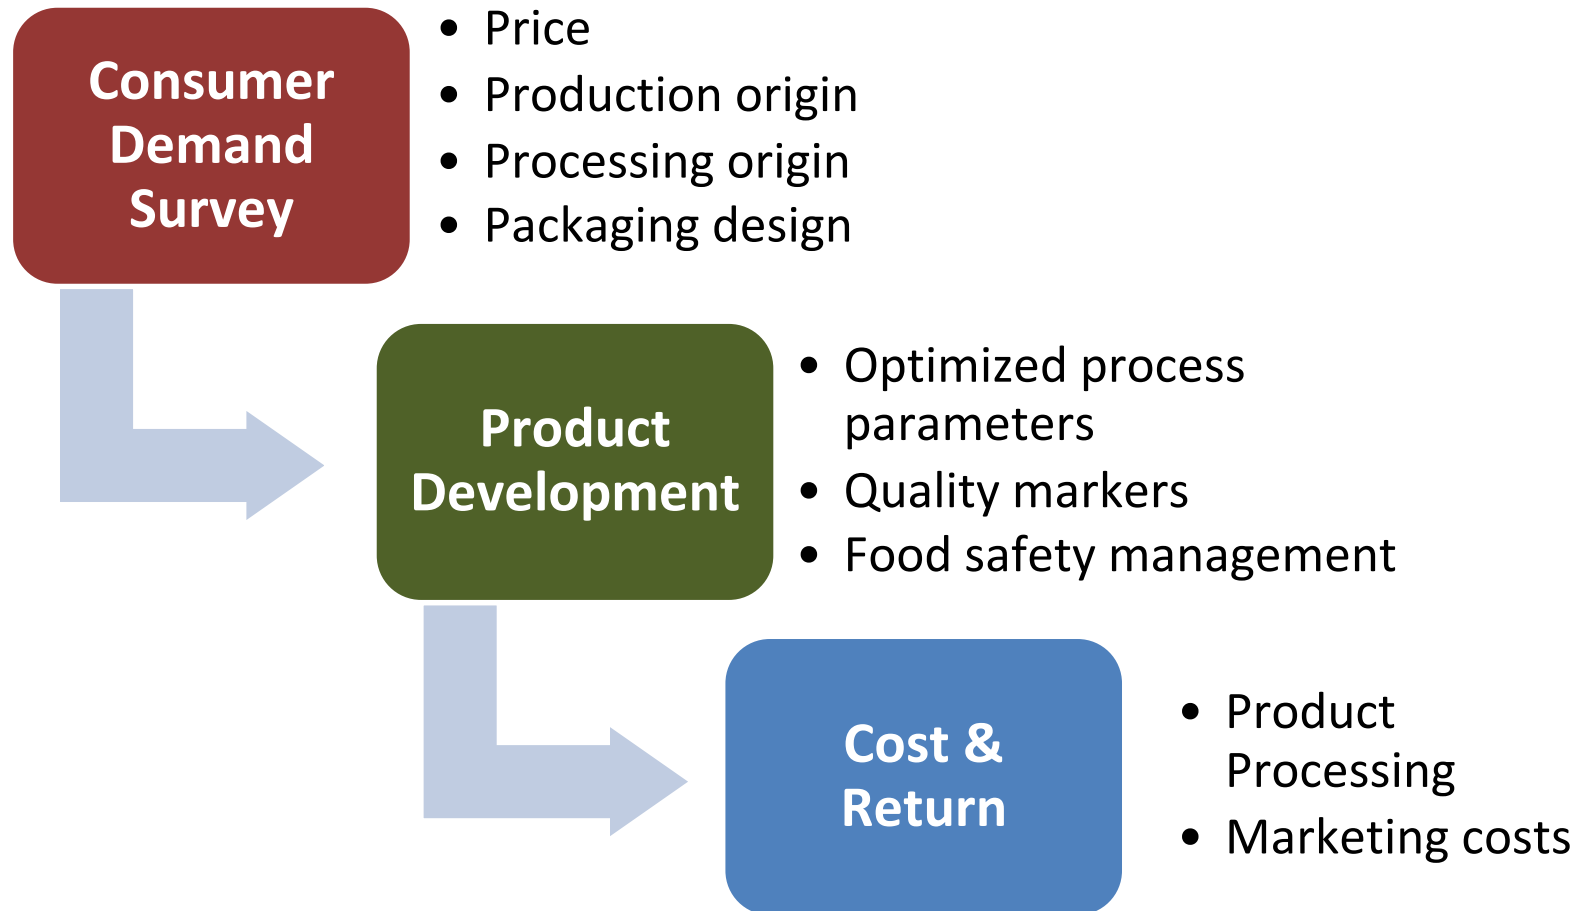 Consumer
Demand
Survey
• Price
• Production origin
• Processing origin
• Packaging design
Product
Development
• Optimized process
parameters
• Quality markers
• Food safety management
Cost &
Return
• Product
Processing
• Marketing costs